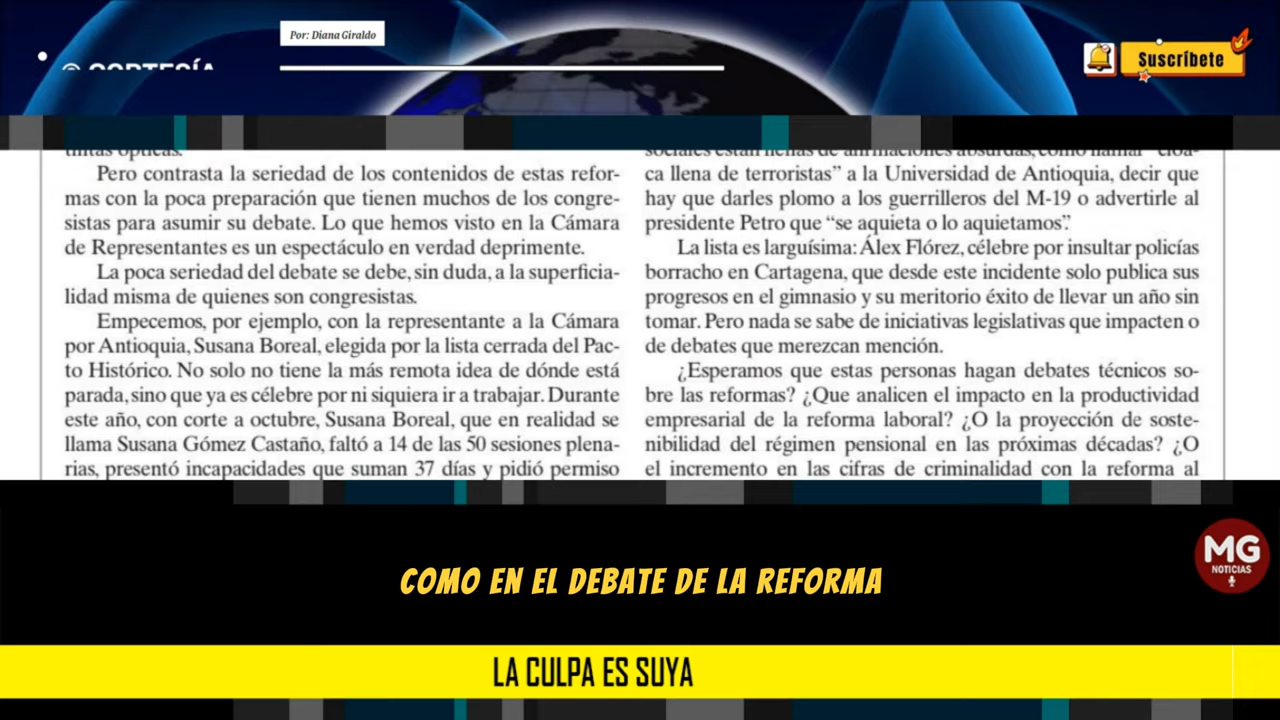 Por: Diana Giraldo
@ CORTESÍA
Suscríbete
tintas ópticas.
Pero contrasta la seriedad de los contenidos de estas refor-
mas con la poca preparación que tienen muchos de los congre-
sistas para asumir su debate. Lo que hemos visto en la Cámara
de Representantes es un espectáculo en verdad deprimente.
La poca seriedad del debate se debe, sin duda, a la superficia-
lidad misma de quienes son congresistas.
Empecemos, por ejemplo, con la representante a la Cámara
por Antioquia, Susana Boreal, elegida por la lista cerrada del Pac-
to Histórico. No solo no tiene la más remota idea de dónde está
parada, sino que ya es célebre por ni siquiera ir a trabajar. Durante
este año, con corte a octubre, Susana Boreal, que en realidad se
llama Susana Gómez Castaño, faltó a 14 de las 50 sesiones plena-
rias, presentó incapacidades que suman 37 días y pidió permiso
sociales están llenas de afirmaciones absurdas, como llamar “cloa-
ca llena de terroristas” a la Universidad de Antioquia, decir que
hay que darles plomo a los guerrilleros del M-19 o advertirle al
presidente Petro que “se aquieta o lo aquietamos”.
La lista es larguísima: Álex Flórez, célebre por insultar policías
borracho en Cartagena, que desde este incidente solo publica sus
progresos en el gimnasio y su meritorio éxito de llevar un año sin
tomar. Pero nada se sabe de iniciativas legislativas que impacten o
de debates que merezcan mención.
¿Esperamos que estas personas hagan debates técnicos so-
bre las reformas? ¿Que analicen el impacto en la productividad
empresarial de la reforma laboral? ¿O la proyección de soste-
nibilidad del régimen pensional en las próximas décadas? ¿O
el incremento en las cifras de criminalidad con la reforma al
MG
NOTICIAS
COMO EN EL DEBATE DE LA REFORMA
LA CULPA ES SUYA